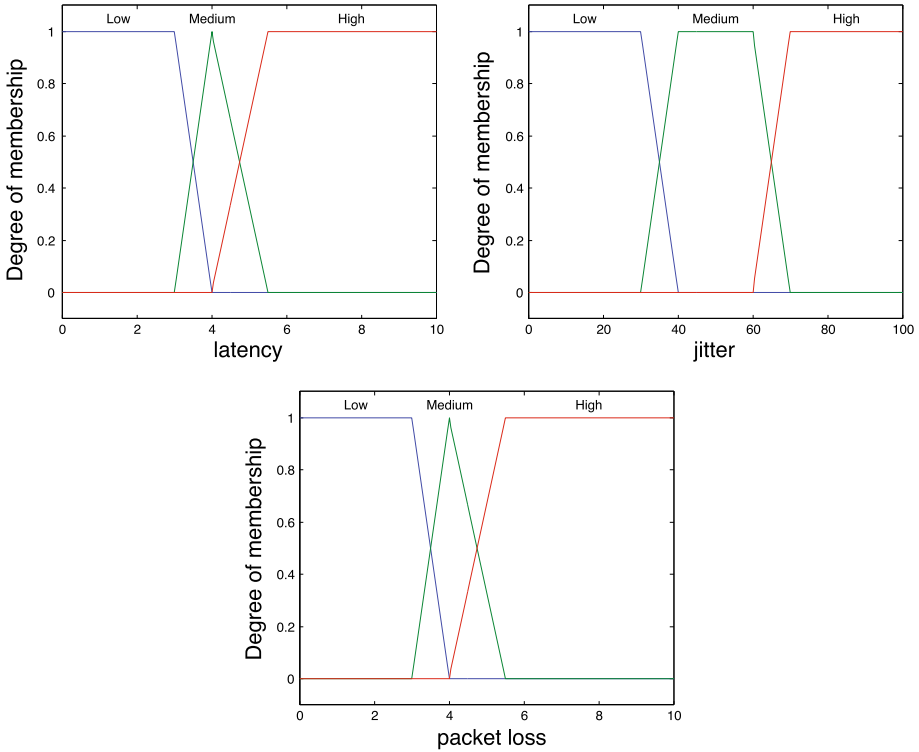 Low Medium High
1
0.8
0.6
0.4
0.2
0
0 2 4 6 8 10
Degree of membership
latency
Low Medium High
1
0.8
0.6
0.4
0.2
0
0 20 40 60 80 100
Degree of membership
jitter
Low Medium High
1
0.8
0.6
0.4
0.2
0
0 2 4 6 8 10
Degree of membership
packet loss